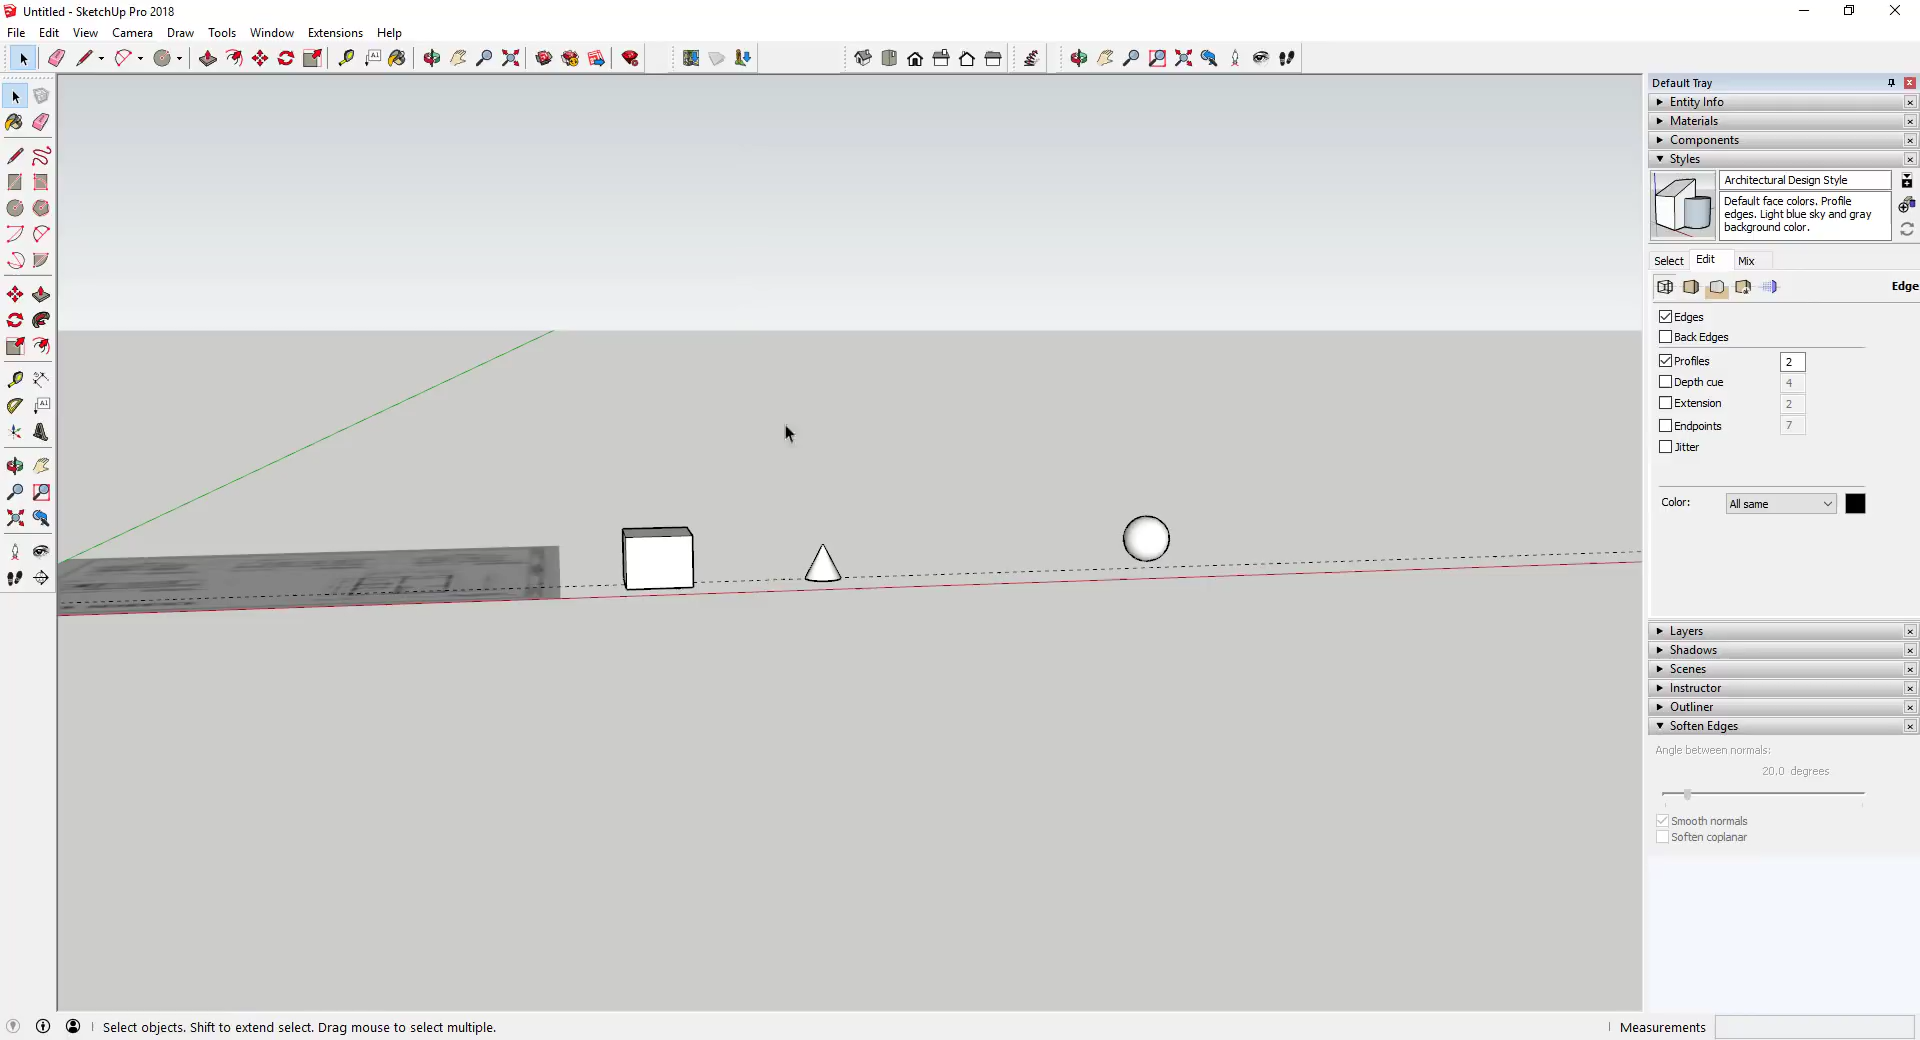 Untitled - SketchUp Pro 2018
File Edit View Camera Draw Tools Window Extensions Help
Default Tray
Entity Info
Materials
Components
Styles
Architectural Design Style
Default face colors. Profile
edges. Light blue sky and gray
background color.
Select Edit Mix
Edge
Edges
Back Edges
Profiles 2
Depth cue 4
Extension 2
Endpoints 7
Jitter
Color: All same
Layers
Shadows
Scenes
Instructor
Outliner
Soften Edges
Angle between normals:
20,0 degrees
Smooth normals
Soften coplanar
Select objects. Shift to extend select. Drag mouse to select multiple.
Measurements